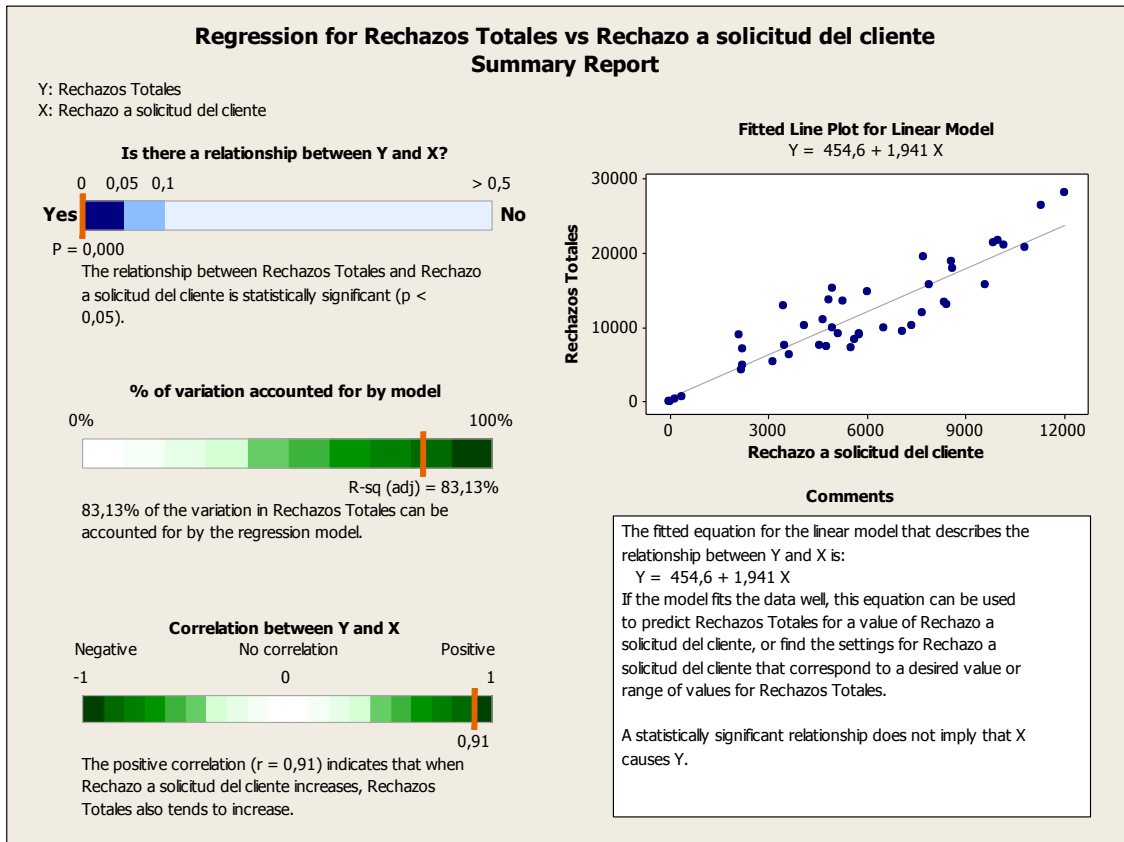 Regression for Rechazos Totales vs Rechazo a solicitud del cliente
Summary Report
Y: Rechazos Totales
X: Rechazo a solicitud del cliente
Is there a relationship between Y and X?
0 0,05 0,1 > 0,5
Yes No
P = 0,000
The relationship between Rechazos Totales and Rechazo
a solicitud del cliente is statistically significant (p <
0,05).
% of variation accounted for by model
0% 100%
R-sq (adj) = 83,13%
83,13% of the variation in Rechazos Totales can be
accounted for by the regression model.
Correlation between Y and X
Negative No correlation Positive
-1 0 1
0,91
The positive correlation (r = 0,91) indicates that when
Rechazo a solicitud del cliente increases, Rechazos
Totales also tends to increase.
Fitted Line Plot for Linear Model
Y = 454,6 + 1,941 X
30000
20000
10000
0
Rechazos Totales
0 3000 6000 9000 12000
Rechazo a solicitud del cliente
Comments
The fitted equation for the linear model that describes the
relationship between Y and X is:
Y = 454,6 + 1,941 X
If the model fits the data well, this equation can be used
to predict Rechazos Totales for a value of Rechazo a
solicitud del cliente, or find the settings for Rechazo a
solicitud del cliente that correspond to a desired value or
range of values for Rechazos Totales.
A statistically significant relationship does not imply that X
causes Y.